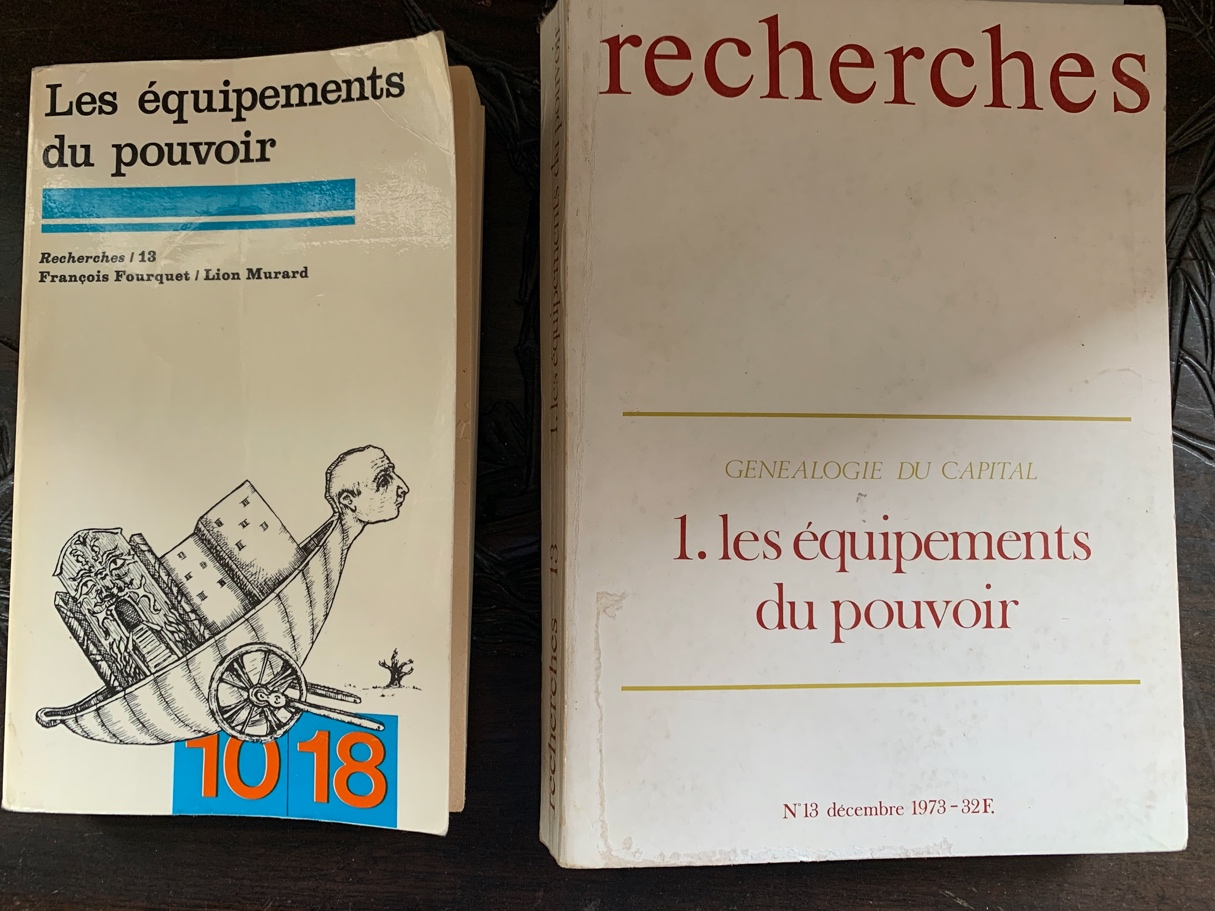 Les équipements
du pouvoir
Recherches / 13
François Fourquet / Lion Murard
10 18
recherches 13 1. les équipements du pouvoir
recherches
GENEALOGIE DU CAPITAL
1. les équipements
du pouvoir
N° 13 décembre 1973 - 32 F.